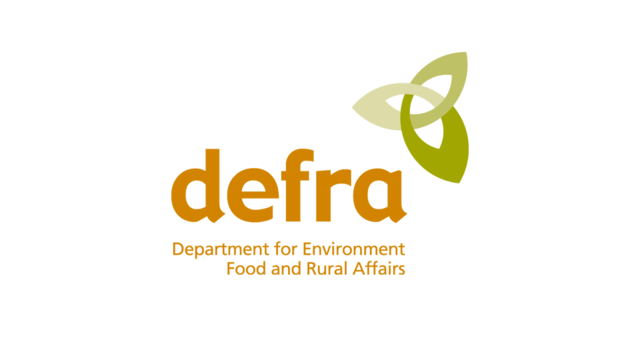 defra
Department for Environment
Food and Rural Affairs